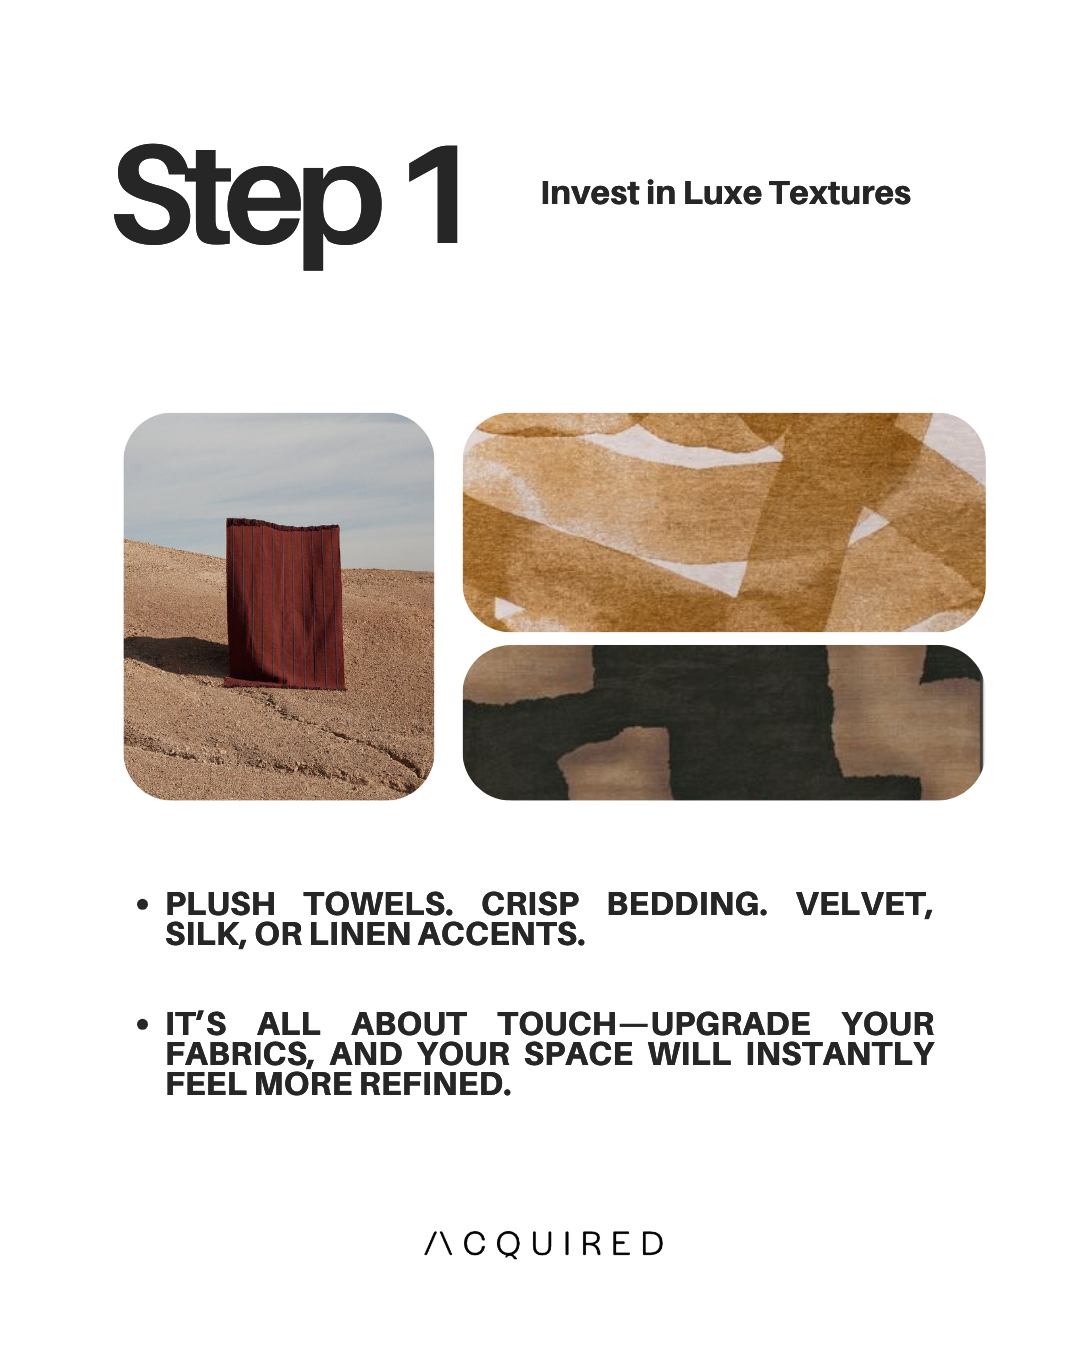 Step 1
Invest in Luxe Textures
• PLUSH TOWELS. CRISP BEDDING. VELVET,
SILK, OR LINEN ACCENTS.
• IT’S ALL ABOUT TOUCH—UPGRADE YOUR
FABRICS, AND YOUR SPACE WILL INSTANTLY
FEEL MORE REFINED.
ACQUIRED